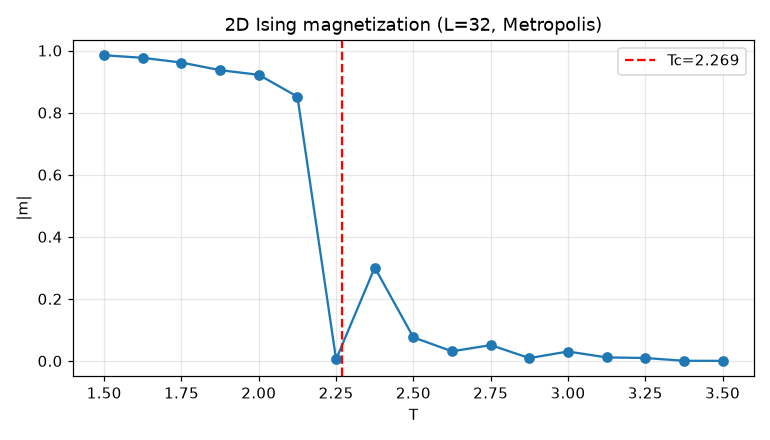 2D Ising magnetization (L=32, Metropolis)
Tc=2.269
|m|
1.0
0.8
0.6
0.4
0.2
0.0
1.50 1.75 2.00 2.25 2.50 2.75 3.00 3.25 3.50
T